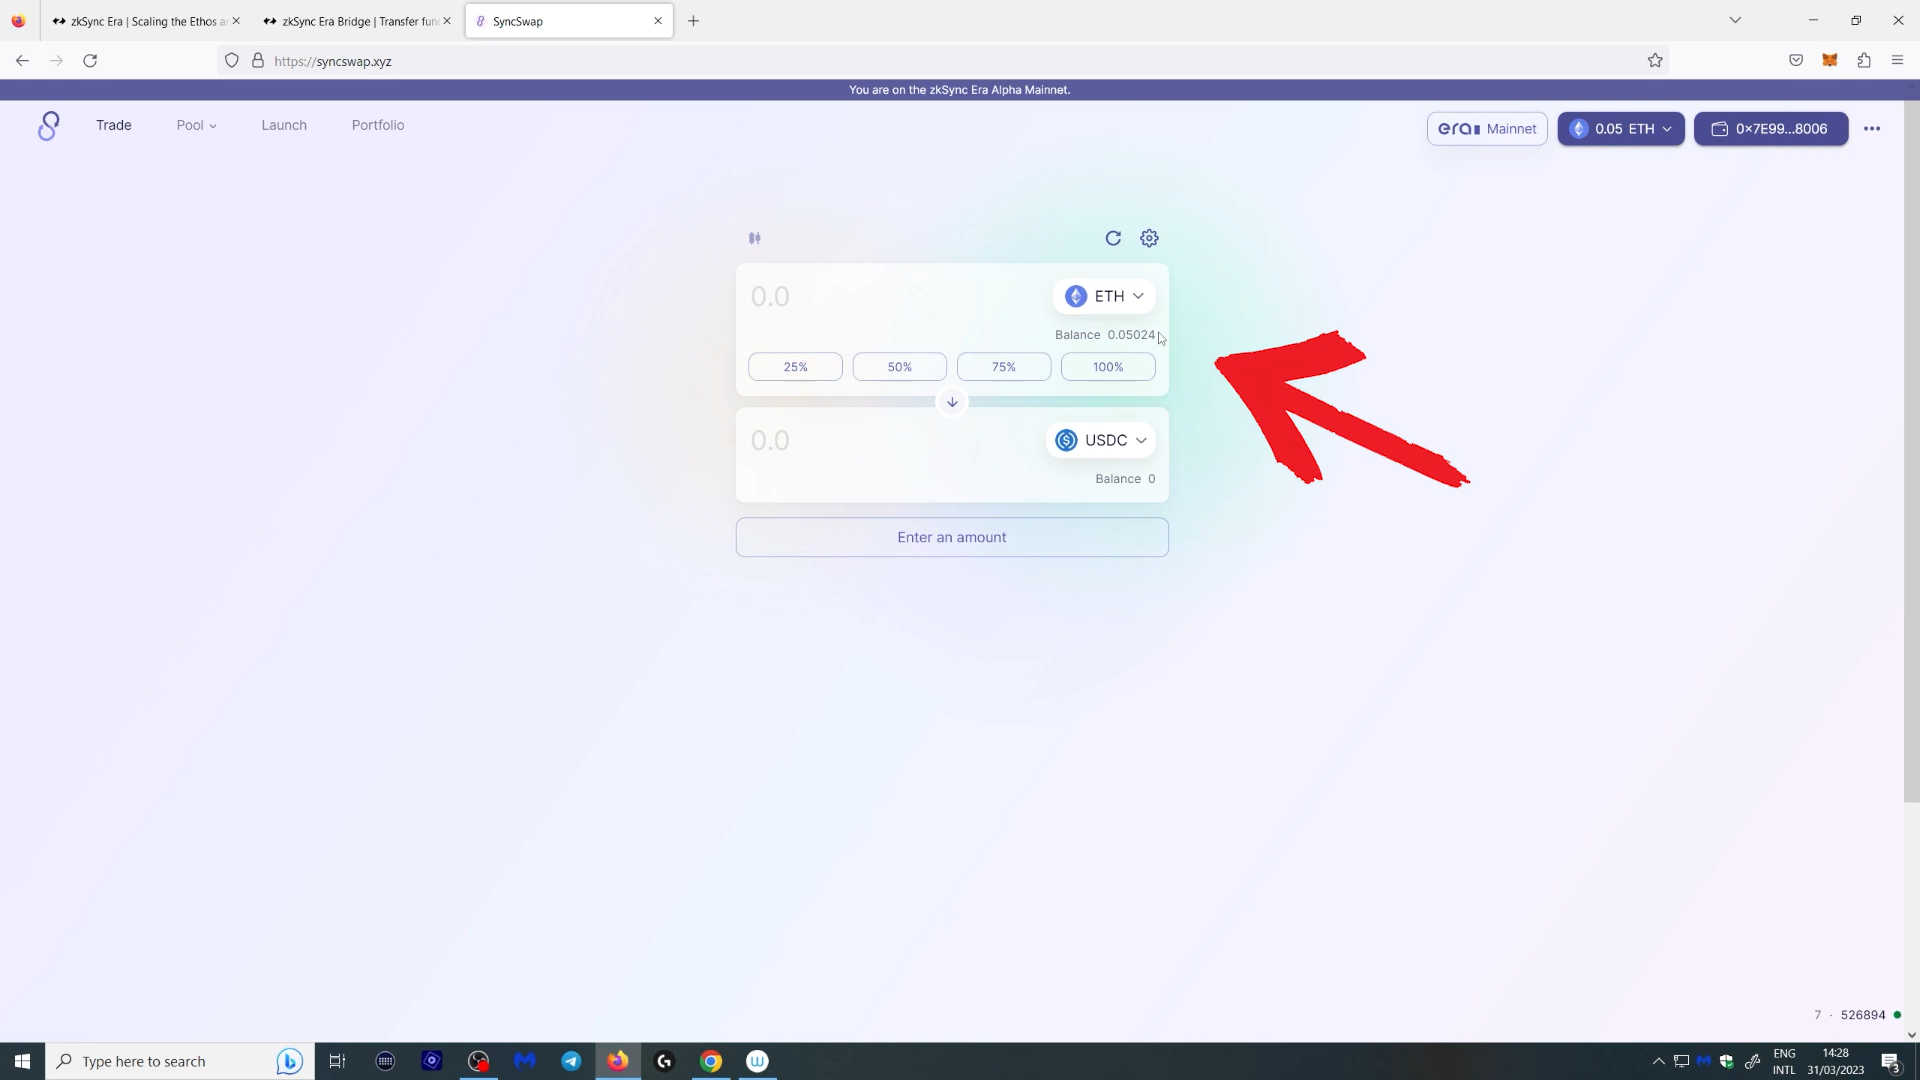 zkSync Era | Scaling the Ethos a
zkSync Era Bridge | Transfer fun
SyncSwap
https://syncswap.xyz
You are on the zkSync Era Alpha Mainnet.
Trade
Pool
Launch
Portfolio
era Mainnet
0.05 ETH
0×7E99...8006
0.0
ETH
Balance 0.05024
25%
50%
75%
100%
0.0
USDC
Balance 0
Enter an amount
7 · 526894
Type here to search
ENG
INTL
14:28
31/03/2023
3